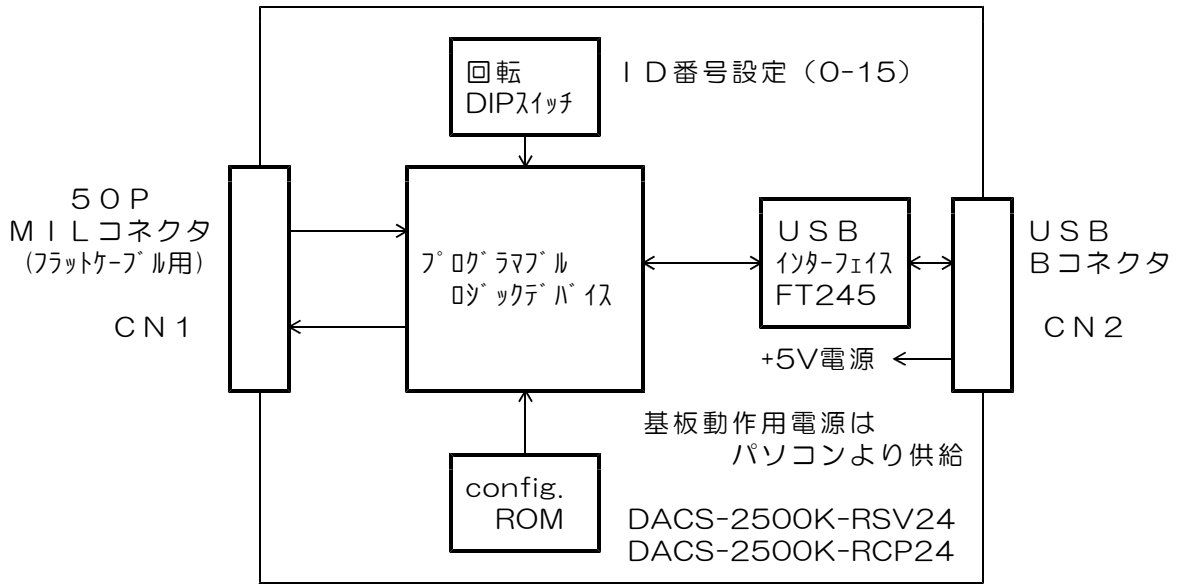 回転
DIPｽｲｯﾁ
ＩＤ番号設定（0-15）
５０Ｐ
ＭＩＬコネクタ
(ﾌﾗｯﾄｹｰﾌﾞﾙ用)
ＣＮ１
ﾌﾟﾛｸﾞﾗﾏﾌﾞﾙ
ﾛｼﾞｯｸﾃﾞﾊﾞｲｽ
ＵＳＢ
ｲﾝﾀｰﾌｪｲｽ
FT245
ＵＳＢ
Ｂコネクタ
ＣＮ２
+5V電源
基板動作用電源は
パソコンより供給
config.
ROM
DACS-2500K-RSV24
DACS-2500K-RCP24